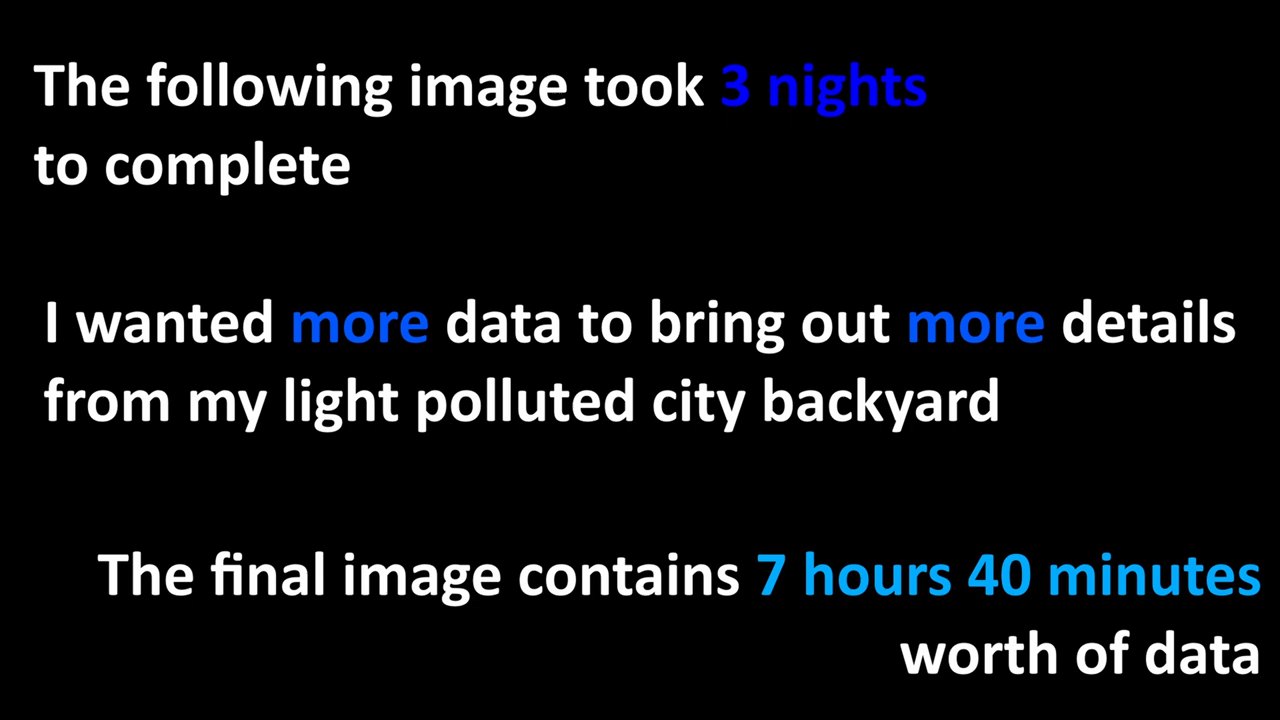 The following image took 3 nights
to complete
I wanted more data to bring out more details
from my light polluted city backyard
The final image contains 7 hours 40 minutes
worth of data